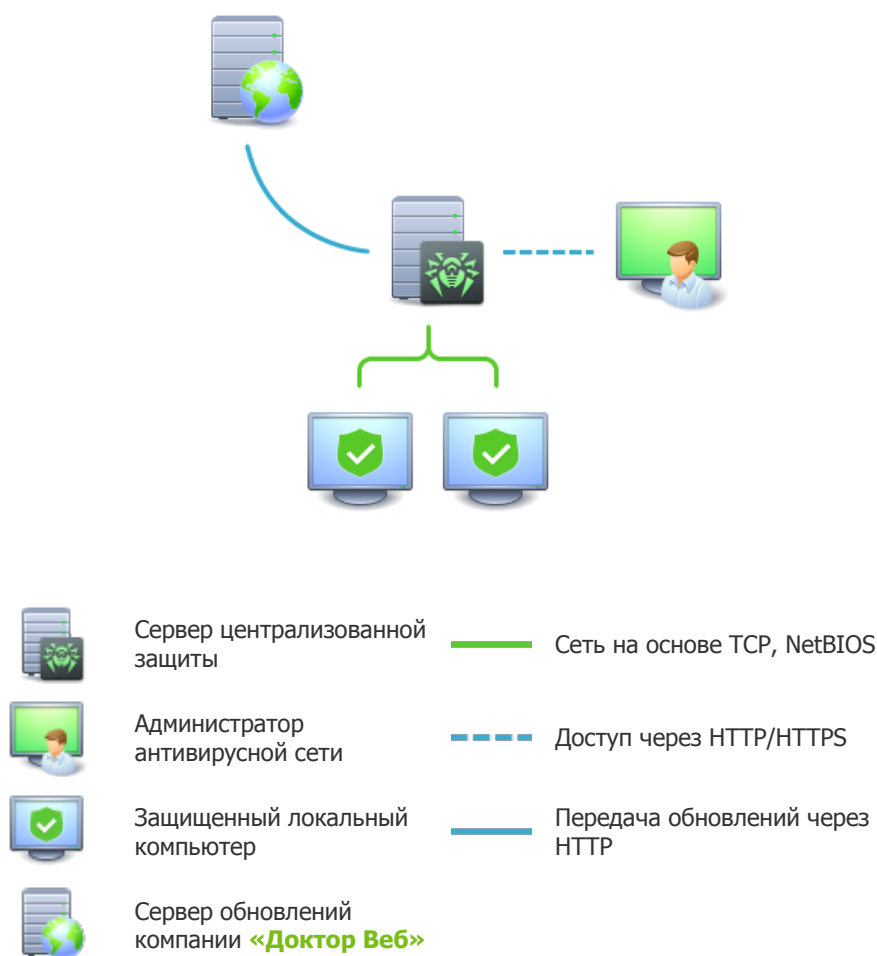 Сервер централизованной
защиты
Сеть на основе TCP, NetBIOS
Администратор
антивирусной сети
Доступ через HTTP/HTTPS
Защищенный локальный
компьютер
Передача обновлений через
HTTP
Сервер обновлений
компании «Доктор Веб»